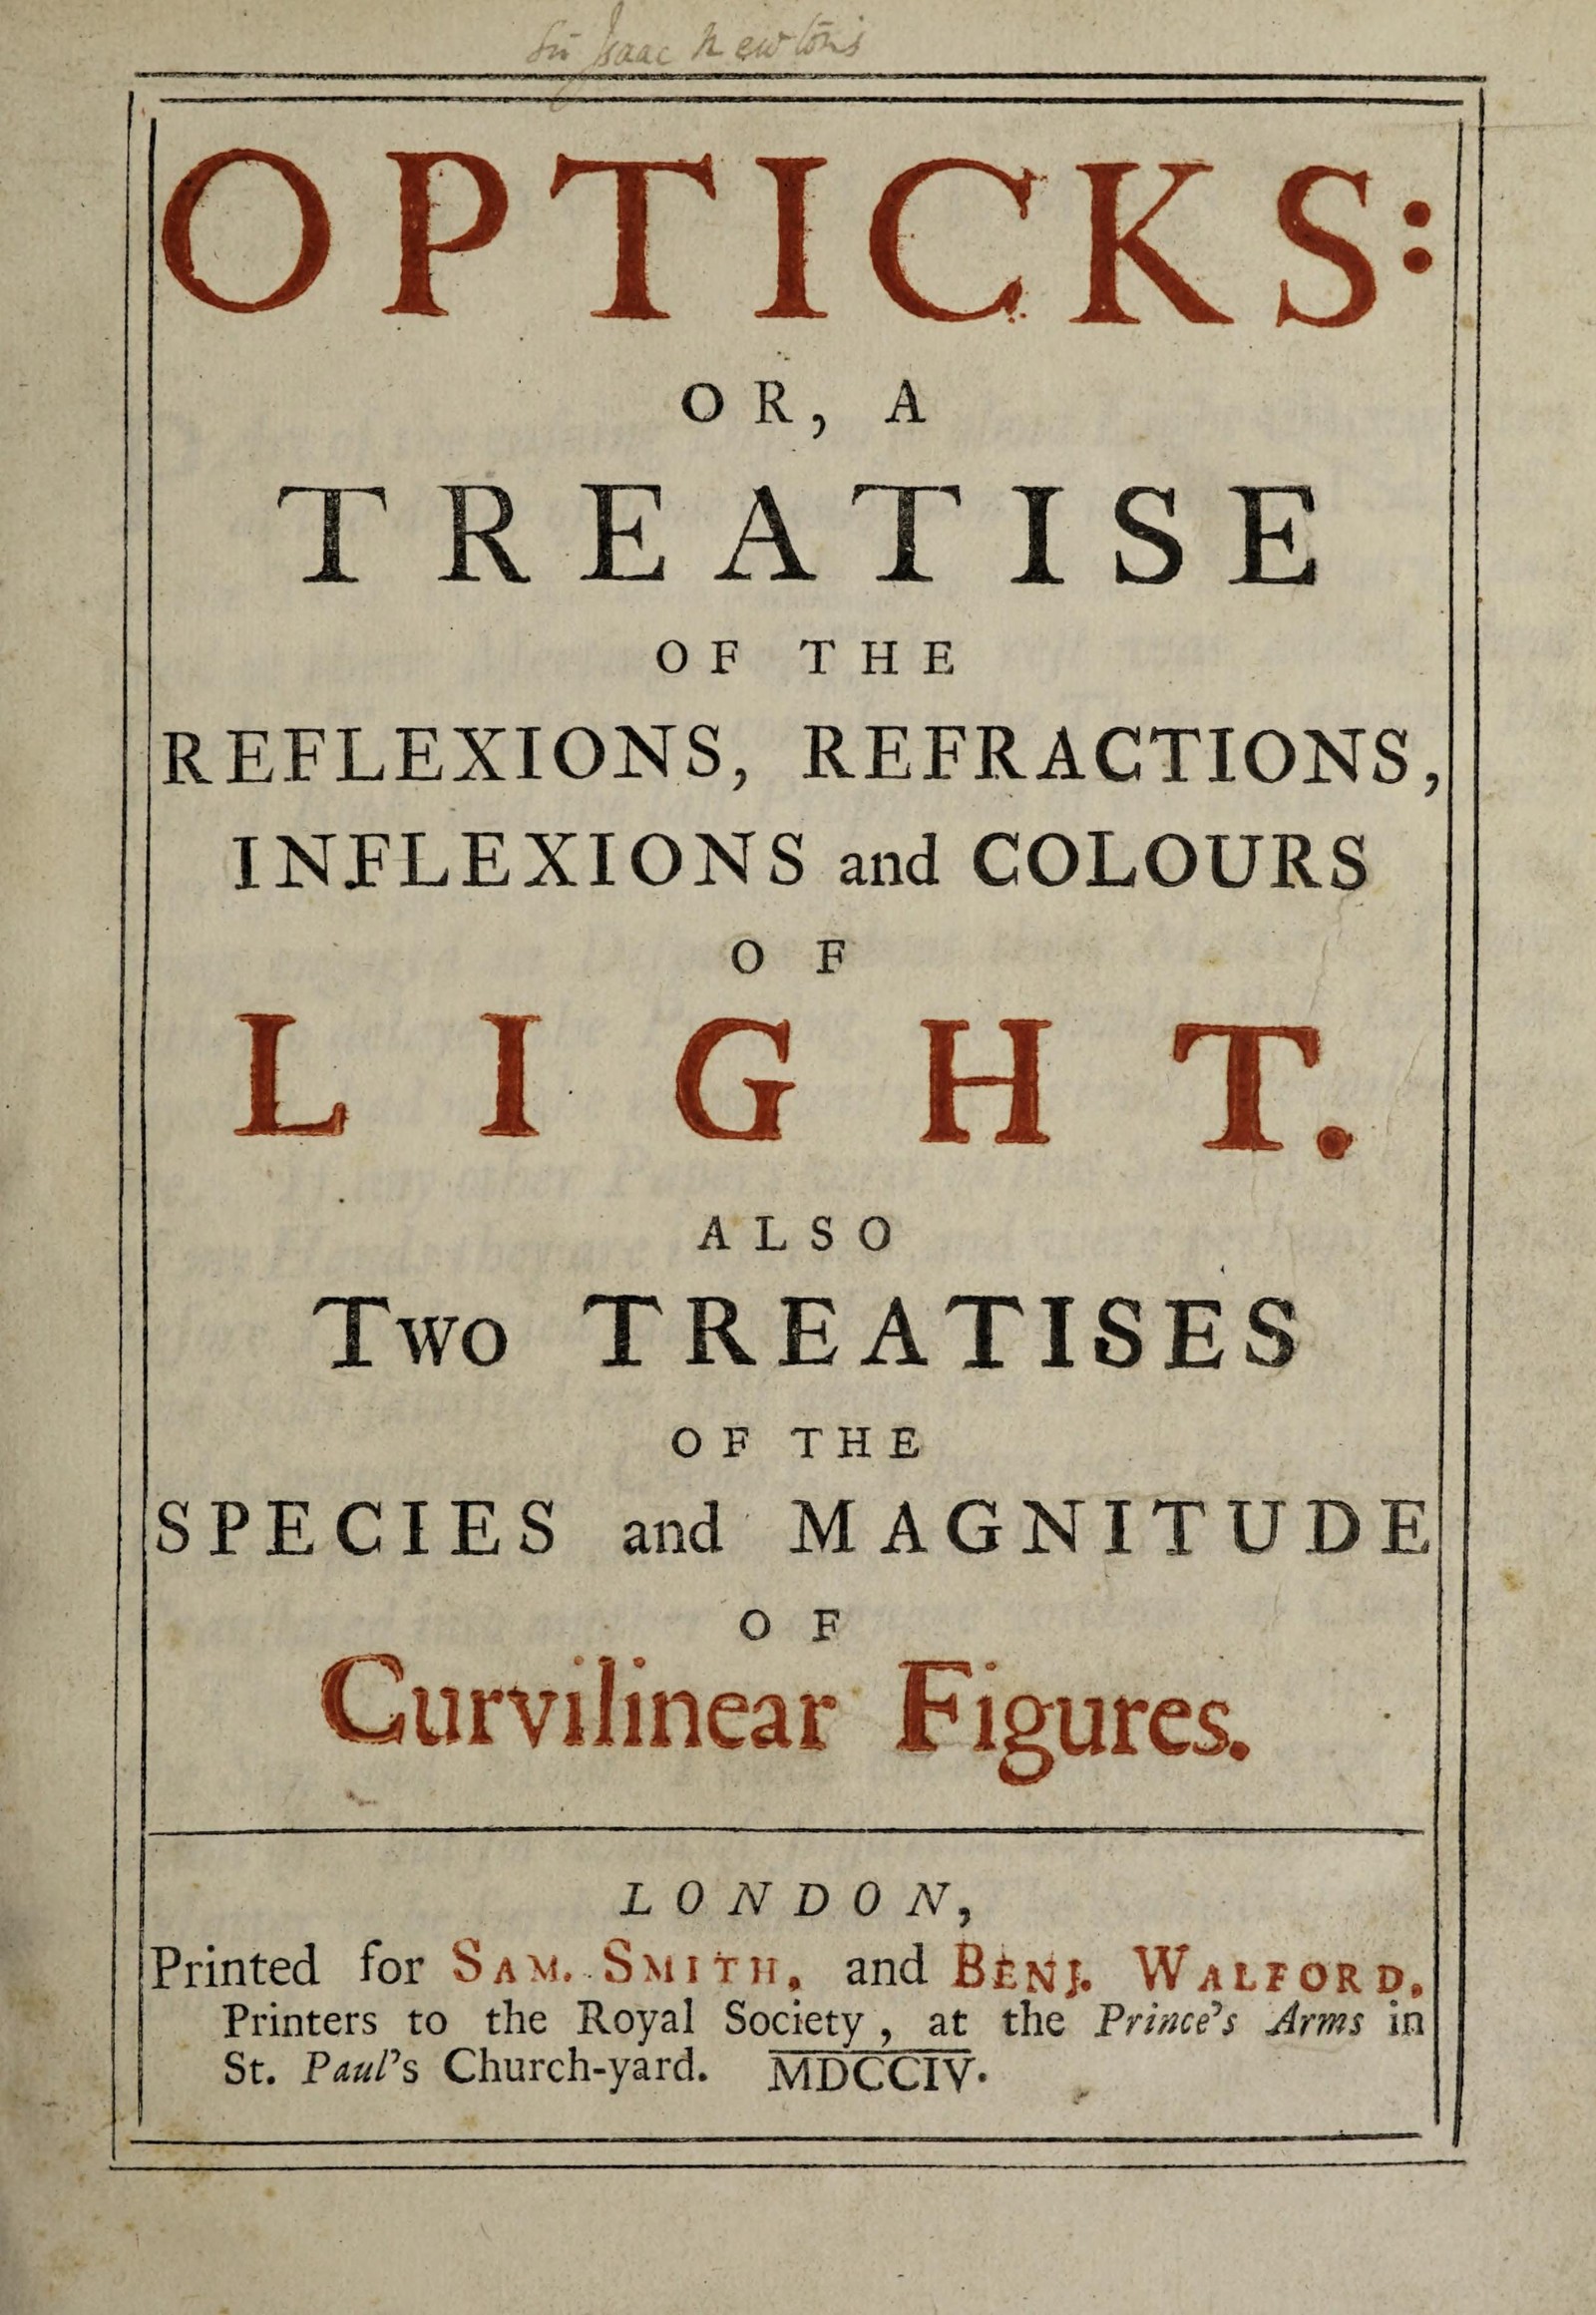 Sir Isaac Newton's
OPTICKS:
OR, A
TREATISE
OF THE
REFLEXIONS, REFRACTIONS,
INFLEXIONS and COLOURS
OF
LIGHT.
ALSO
Two TREATISES
OF THE
SPECIES and MAGNITUDE
OF
Curvilinear Figures.
LONDON,
Printed for SAM. SMITH, and BENJ. WALFORD,
Printers to the Royal Society, at the Prince's Arms in
St. Paul's Church-yard. MDCCIV.